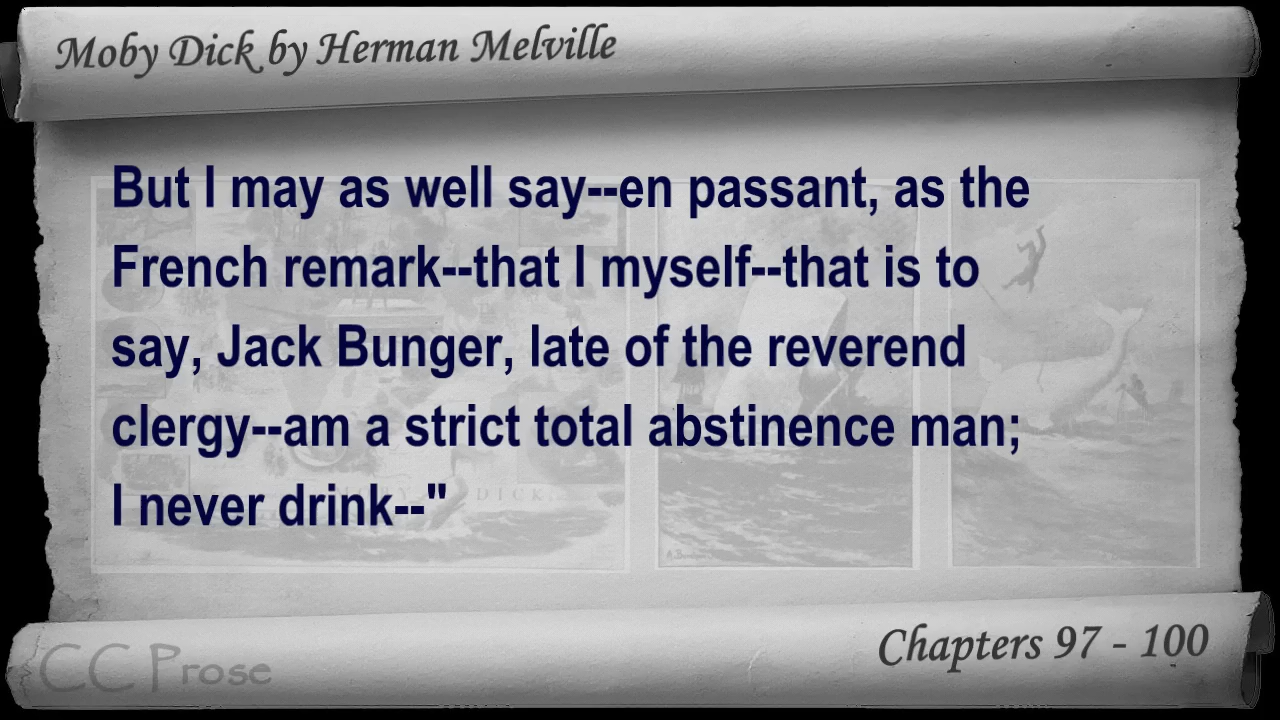 Moby Dick by Herman Melville
But I may as well say--en passant, as the
French remark--that I myself--that is to
say, Jack Bunger, late of the reverend
clergy--am a strict total abstinence man;
I never drink--"
MOBY DICK
CC Prose
Chapters 97 - 100